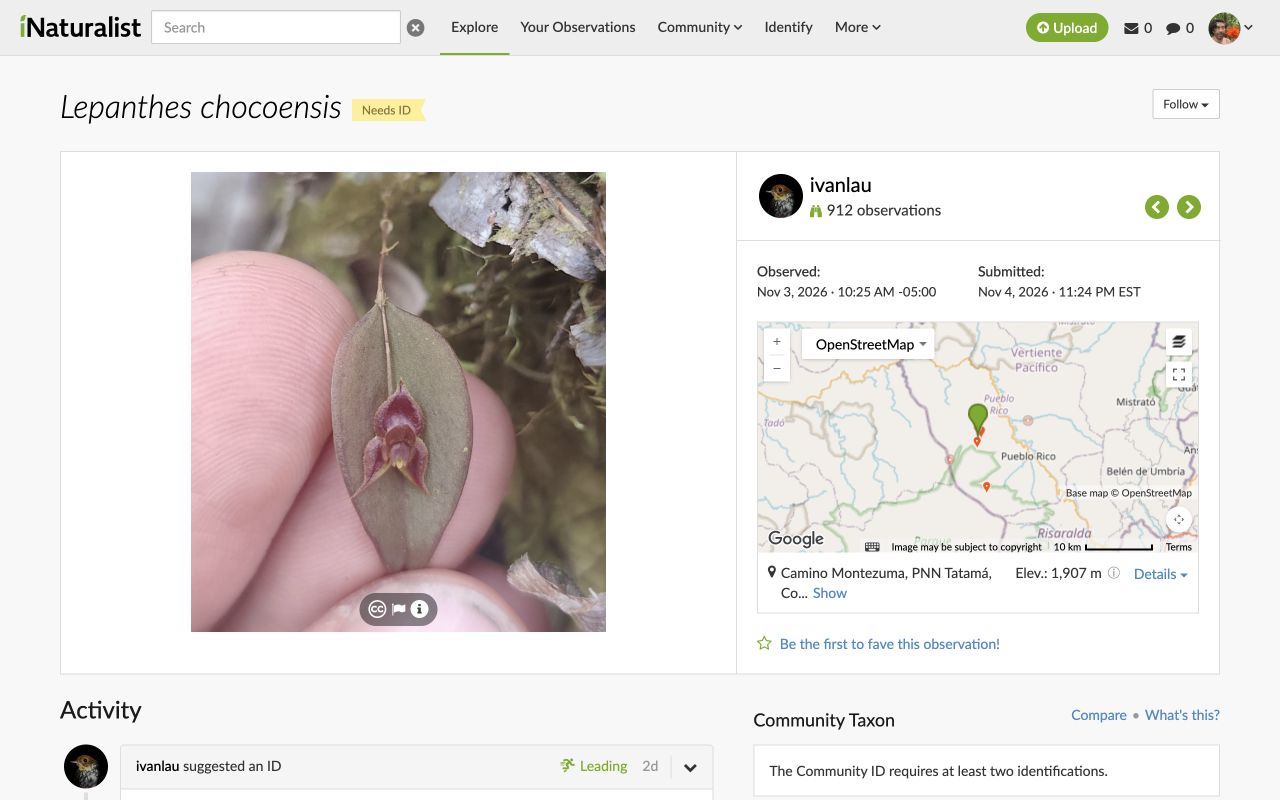 iNaturalist
Search
Explore
Your Observations
Community
Identify
More
Upload
0
0
Lepanthes chocoensis
Needs ID
Follow
ivanlau
912 observations
Observed:
Submitted:
Nov 3, 2026 · 10:25 AM -05:00
Nov 4, 2026 · 11:24 PM EST
+
−
OpenStreetMap
Mistrato
Vertiente
Pacífico
Pueblo
Rico
Mistrató
Tadó
Pueblo Rico
Belén de Umbría
Base map © OpenStreetMap
Risaralda
Parque
Google
Image may be subject to copyright
10 km
Terms
Camino Montezuma, PNN Tatamá,
Co... Show
Elev.: 1,907 m
Details
Be the first to fave this observation!
cc
i
Activity
ivanlau suggested an ID
Leading
2d
Community Taxon
Compare • What's this?
The Community ID requires at least two identifications.